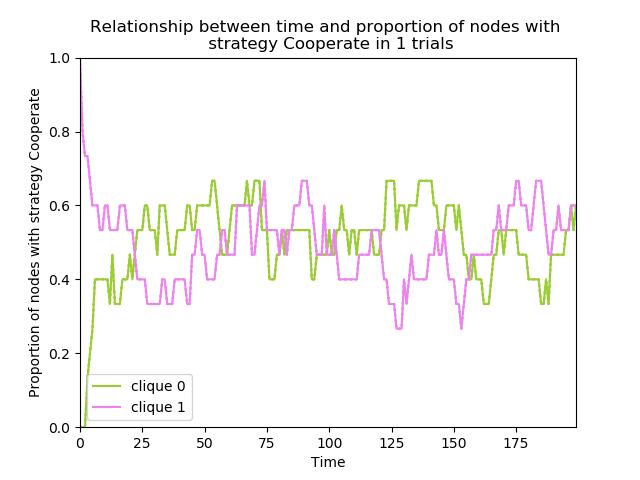 Relationship between time and proportion of nodes with
strategy Cooperate in 1 trials
Proportion of nodes with strategy Cooperate
1.0
0.8
0.6
0.4
0.2
0.0
clique 0
clique 1
0
25
50
75
100
125
150
175
Time